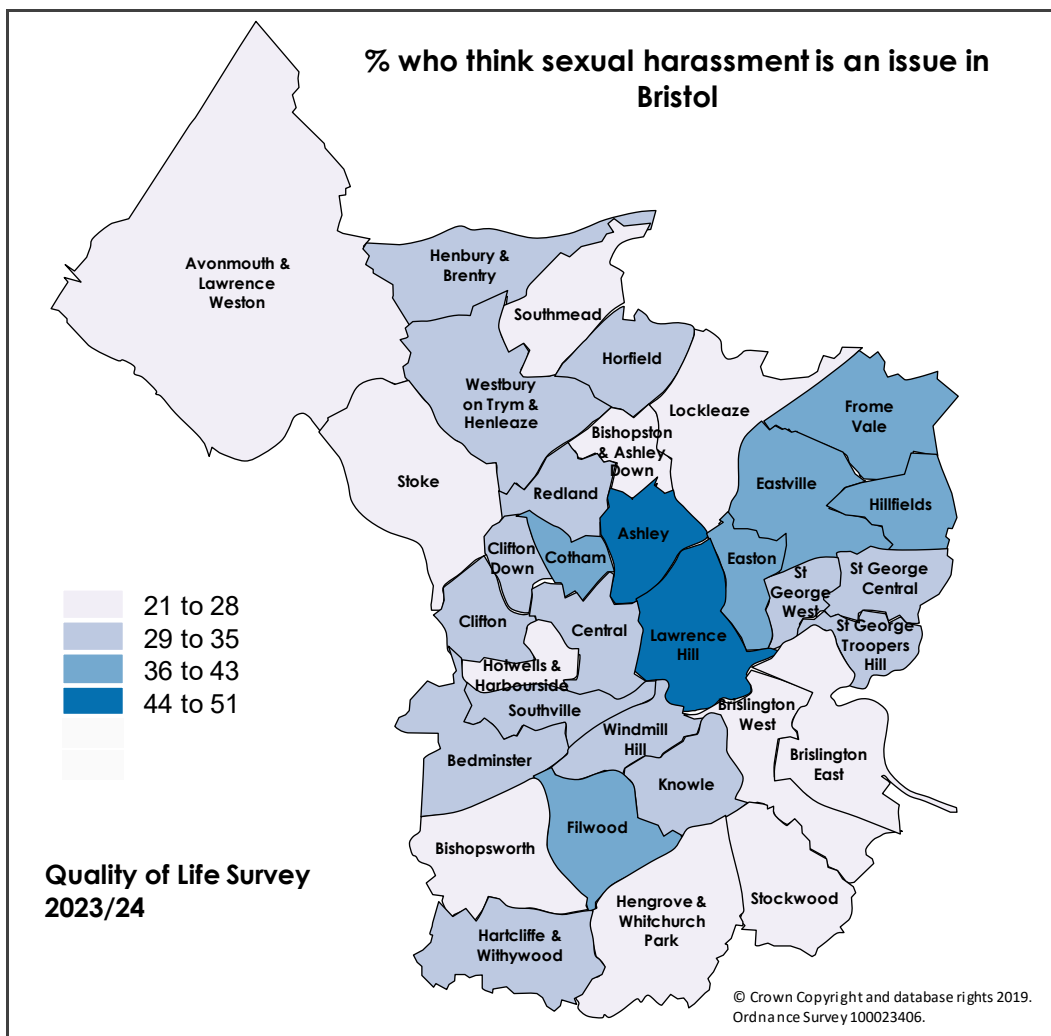 % who think sexual harassment is an issue in
Bristol
Avonmouth &
Lawrence
Weston
Henbury &
Brentry
Southmead
Horfield
Westbury
on Trym &
Henleaze
Lockleaze
Frome
Vale
Bishopston
& Ashley
Down
Stoke
Redland
Eastville
Hillfields
Ashley
Clifton
Down
Cotham
Easton
St
George
West
St George
Central
Clifton
Central
Lawrence
Hill
St George
Troopers
Hill
Hotwells &
Harbourside
Southville
Windmill
Hill
Brislington
West
Bedminster
Knowle
Brislington
East
Filwood
Bishopsworth
Hengrove &
Whitchurch
Park
Stockwood
Hartcliffe &
Withywood
21 to 28
29 to 35
36 to 43
44 to 51
Quality of Life Survey
2023/24
© Crown Copyright and database rights 2019.
Ordnance Survey 100023406.